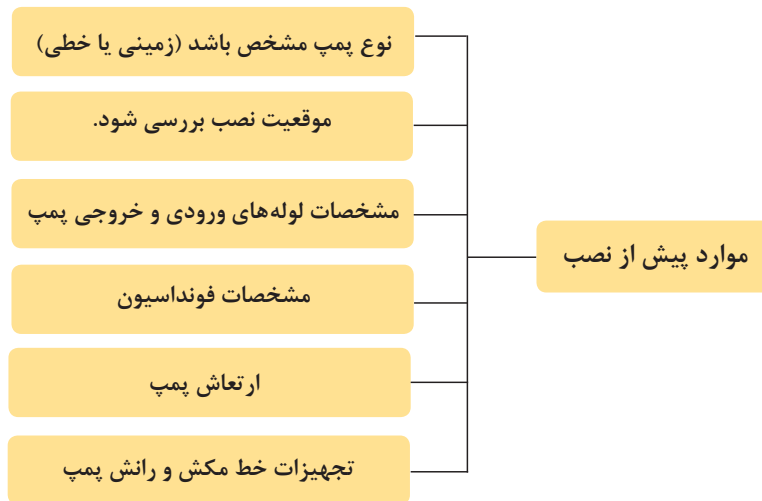 موارد پیش از نصب
نوع پمپ مشخص باشد (زمینی یا خطی)
موقعیت نصب بررسی شود.
مشخصات لوله‌های ورودی و خروجی پمپ
مشخصات فونداسیون
ارتعاش پمپ
تجهیزات خط مکش و رانش پمپ